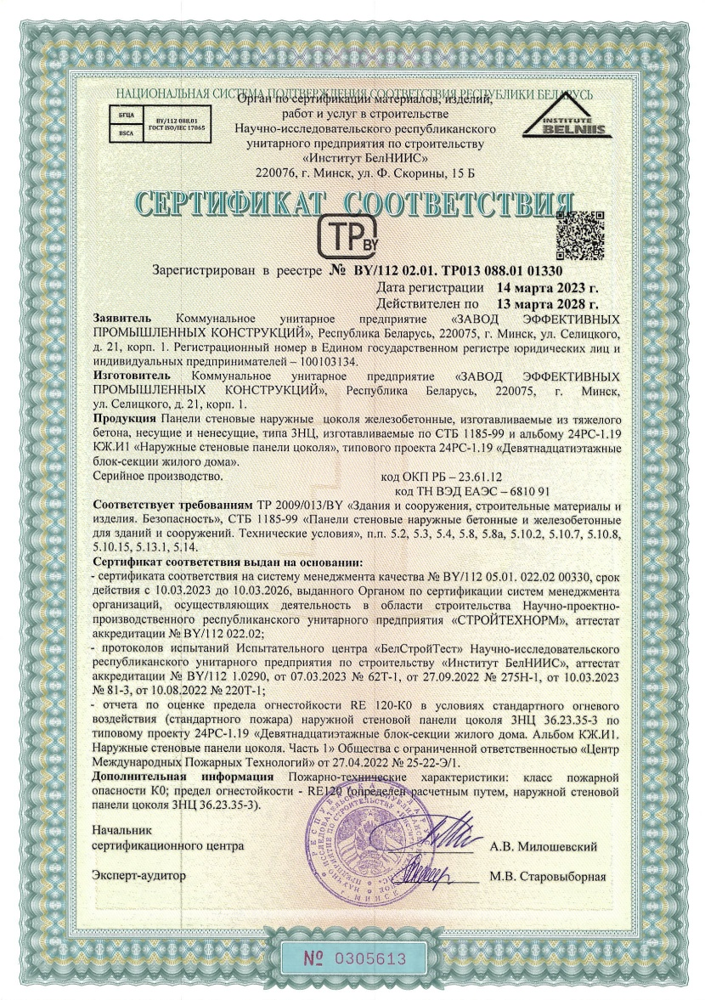 НАЦИОНАЛЬНАЯ СИСТЕМА ПОДТВЕРЖДЕНИЯ СООТВЕТСТВИЯ РЕСПУБЛИКИ БЕЛАРУСЬ
Орган по сертификации материалов, изделий,
работ и услуг в строительстве
Научно-исследовательского республиканского
унитарного предприятия по строительству
«Институт БелНИИС»
220076, г. Минск, ул. Ф. Скорины, 15 Б
БГЦА
BSCA
BY/112 088.01
ГОСТ ISO/IEC 17065
INSTITUTE
BELNIIS
СЕРТИФИКАТ СООТВЕТСТВИЯ
ТР BY
Зарегистрирован в реестре № BY/112 02.01. ТР013 088.01 01330
Дата регистрации 14 марта 2023 г.
Действителен по 13 марта 2028 г.
Заявитель Коммунальное унитарное предприятие «ЗАВОД ЭФФЕКТИВНЫХ
ПРОМЫШЛЕННЫХ КОНСТРУКЦИЙ», Республика Беларусь, 220075, г. Минск, ул. Селицкого,
д. 21, корп. 1. Регистрационный номер в Едином государственном регистре юридических лиц и
индивидуальных предпринимателей – 100103134.
Изготовитель Коммунальное унитарное предприятие «ЗАВОД ЭФФЕКТИВНЫХ
ПРОМЫШЛЕННЫХ КОНСТРУКЦИЙ», Республика Беларусь, 220075, г. Минск,
ул. Селицкого, д. 21, корп. 1.
Продукция Панели стеновые наружные цоколя железобетонные, изготавливаемые из тяжелого
бетона, несущие и ненесущие, типа 3НЦ, изготавливаемые по СТБ 1185-99 и альбому 24РС-1.19
КЖ.И1 «Наружные стеновые панели цоколя», типового проекта 24РС-1.19 «Девятнадцатиэтажные
блок-секции жилого дома».
Серийное производство. код ОКП РБ – 23.61.12
код ТН ВЭД ЕАЭС – 6810 91
Соответствует требованиям ТР 2009/013/BY «Здания и сооружения, строительные материалы и
изделия. Безопасность», СТБ 1185-99 «Панели стеновые наружные бетонные и железобетонные
для зданий и сооружений. Технические условия», п.п. 5.2, 5.3, 5.4, 5.8, 5.8а, 5.10.2, 5.10.7, 5.10.8,
5.10.15, 5.13.1, 5.14.
Сертификат соответствия выдан на основании:
- сертификата соответствия на систему менеджмента качества № BY/112 05.01. 022.02 00330, срок
действия с 10.03.2023 до 10.03.2026, выданного Органом по сертификации систем менеджмента
организаций, осуществляющих деятельность в области строительства Научно-проектно-
производственного республиканского унитарного предприятия «СТРОЙТЕХНОРМ», аттестат
аккредитации № BY/112 022.02;
- протоколов испытаний Испытательного центра «БелСтройТест» Научно-исследовательского
республиканского унитарного предприятия по строительству «Институт БелНИИС», аттестат
аккредитации № BY/112 1.0290, от 07.03.2023 № 62Т-1, от 27.09.2022 № 275Н-1, от 10.03.2023
№ 81-3, от 10.08.2022 № 220Т-1;
- отчета по оценке предела огнестойкости RE 120-К0 в условиях стандартного огневого
воздействия (стандартного пожара) наружной стеновой панели цоколя 3НЦ 36.23.35-3 по
типовому проекту 24РС-1.19 «Девятнадцатиэтажные блок-секции жилого дома. Альбом КЖ.И1.
Наружные стеновые панели цоколя. Часть 1» Общества с ограниченной ответственностью «Центр
Международных Пожарных Технологий» от 27.04.2022 № 25-22-Э/1.
Дополнительная информация Пожарно-технические характеристики: класс пожарной
опасности К0; предел огнестойкости - RE120 (определен расчетным путем, наружной стеновой
панели цоколя 3НЦ 36.23.35-3).
Начальник
сертификационного центра А.В. Милошевский
Эксперт-аудитор М.В. Старовыборная
№ 0305613